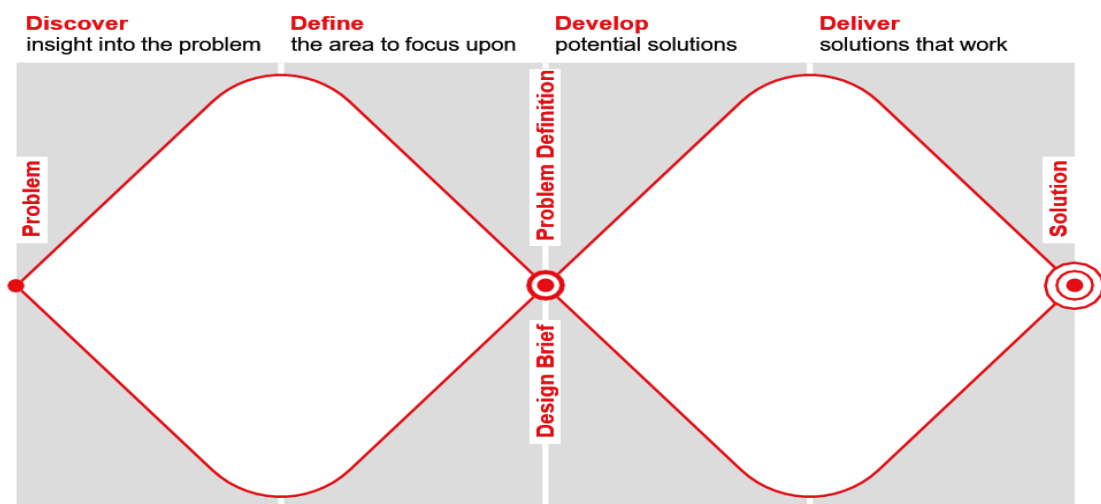 Discover
insight into the problem
Define
the area to focus upon
Develop
potential solutions
Deliver
solutions that work
Problem
Problem Definition
Design Brief
Solution